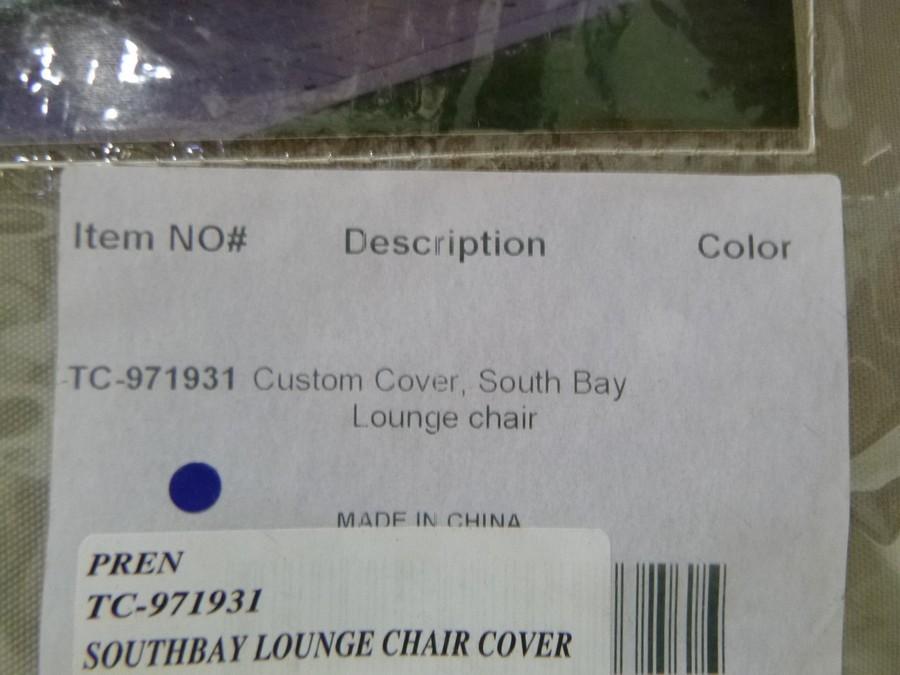 Item NO# Description Color
TC-971931 Custom Cover, South Bay
Lounge chair
MADE IN CHINA
PREN
TC-971931
SOUTHBAY LOUNGE CHAIR COVER